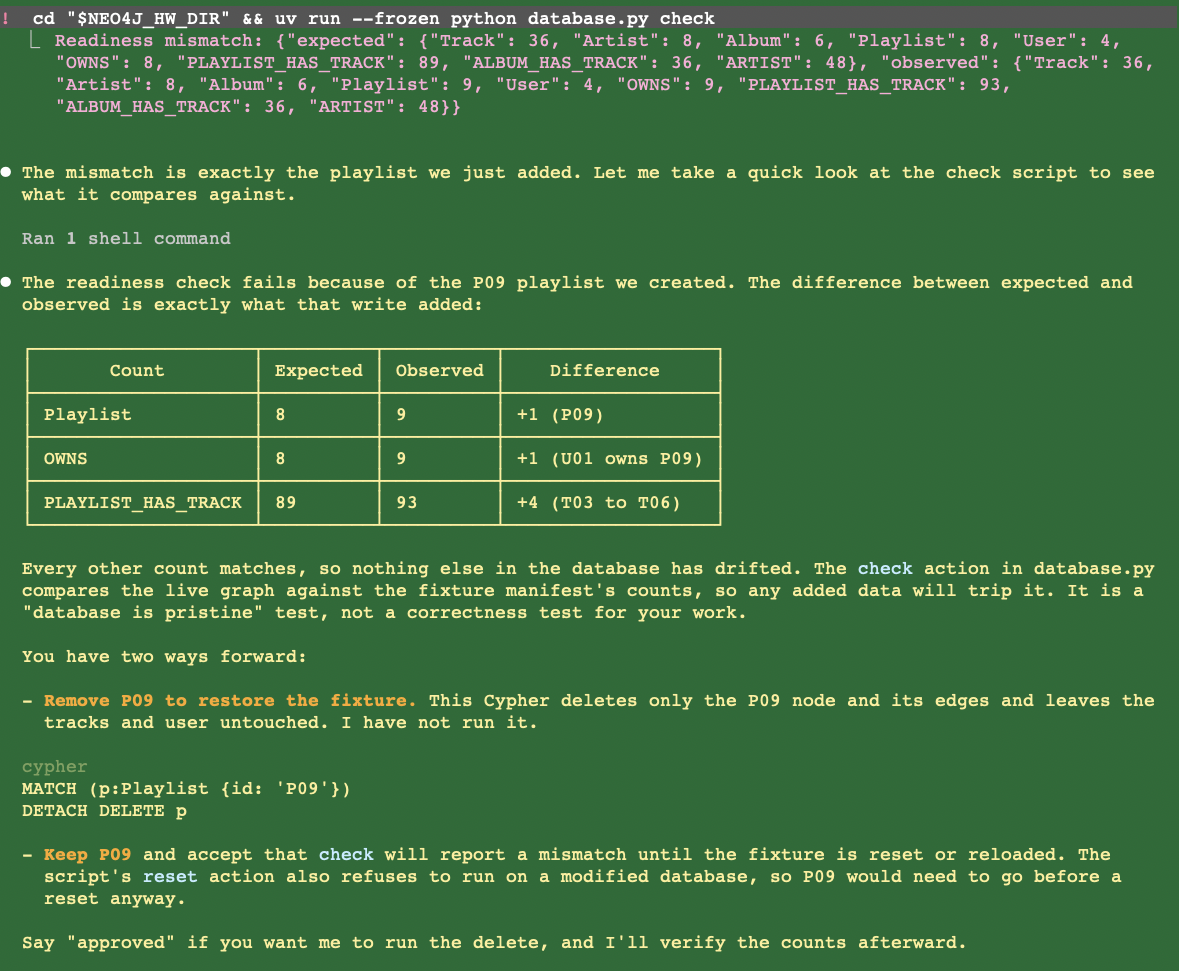 ! cd "$NEO4J_HW_DIR" && uv run --frozen python database.py check
Readiness mismatch: {"expected": {"Track": 36, "Artist": 8, "Album": 6, "Playlist": 8, "User": 4,
"OWNS": 8, "PLAYLIST_HAS_TRACK": 89, "ALBUM_HAS_TRACK": 36, "ARTIST": 48}, "observed": {"Track": 36,
"Artist": 8, "Album": 6, "Playlist": 9, "User": 4, "OWNS": 9, "PLAYLIST_HAS_TRACK": 93,
"ALBUM_HAS_TRACK": 36, "ARTIST": 48}}
● The mismatch is exactly the playlist we just added. Let me take a quick look at the check script to see
what it compares against.
Ran 1 shell command
● The readiness check fails because of the P09 playlist we created. The difference between expected and
observed is exactly what that write added:
Count Expected Observed Difference
Playlist 8 9 +1 (P09)
OWNS 8 9 +1 (U01 owns P09)
PLAYLIST_HAS_TRACK 89 93 +4 (T03 to T06)
Every other count matches, so nothing else in the database has drifted. The check action in database.py
compares the live graph against the fixture manifest's counts, so any added data will trip it. It is a
"database is pristine" test, not a correctness test for your work.
You have two ways forward:
- Remove P09 to restore the fixture. This Cypher deletes only the P09 node and its edges and leaves the
tracks and user untouched. I have not run it.
cypher
MATCH (p:Playlist {id: 'P09'})
DETACH DELETE p
- Keep P09 and accept that check will report a mismatch until the fixture is reset or reloaded. The
script's reset action also refuses to run on a modified database, so P09 would need to go before a
reset anyway.
Say "approved" if you want me to run the delete, and I'll verify the counts afterward.